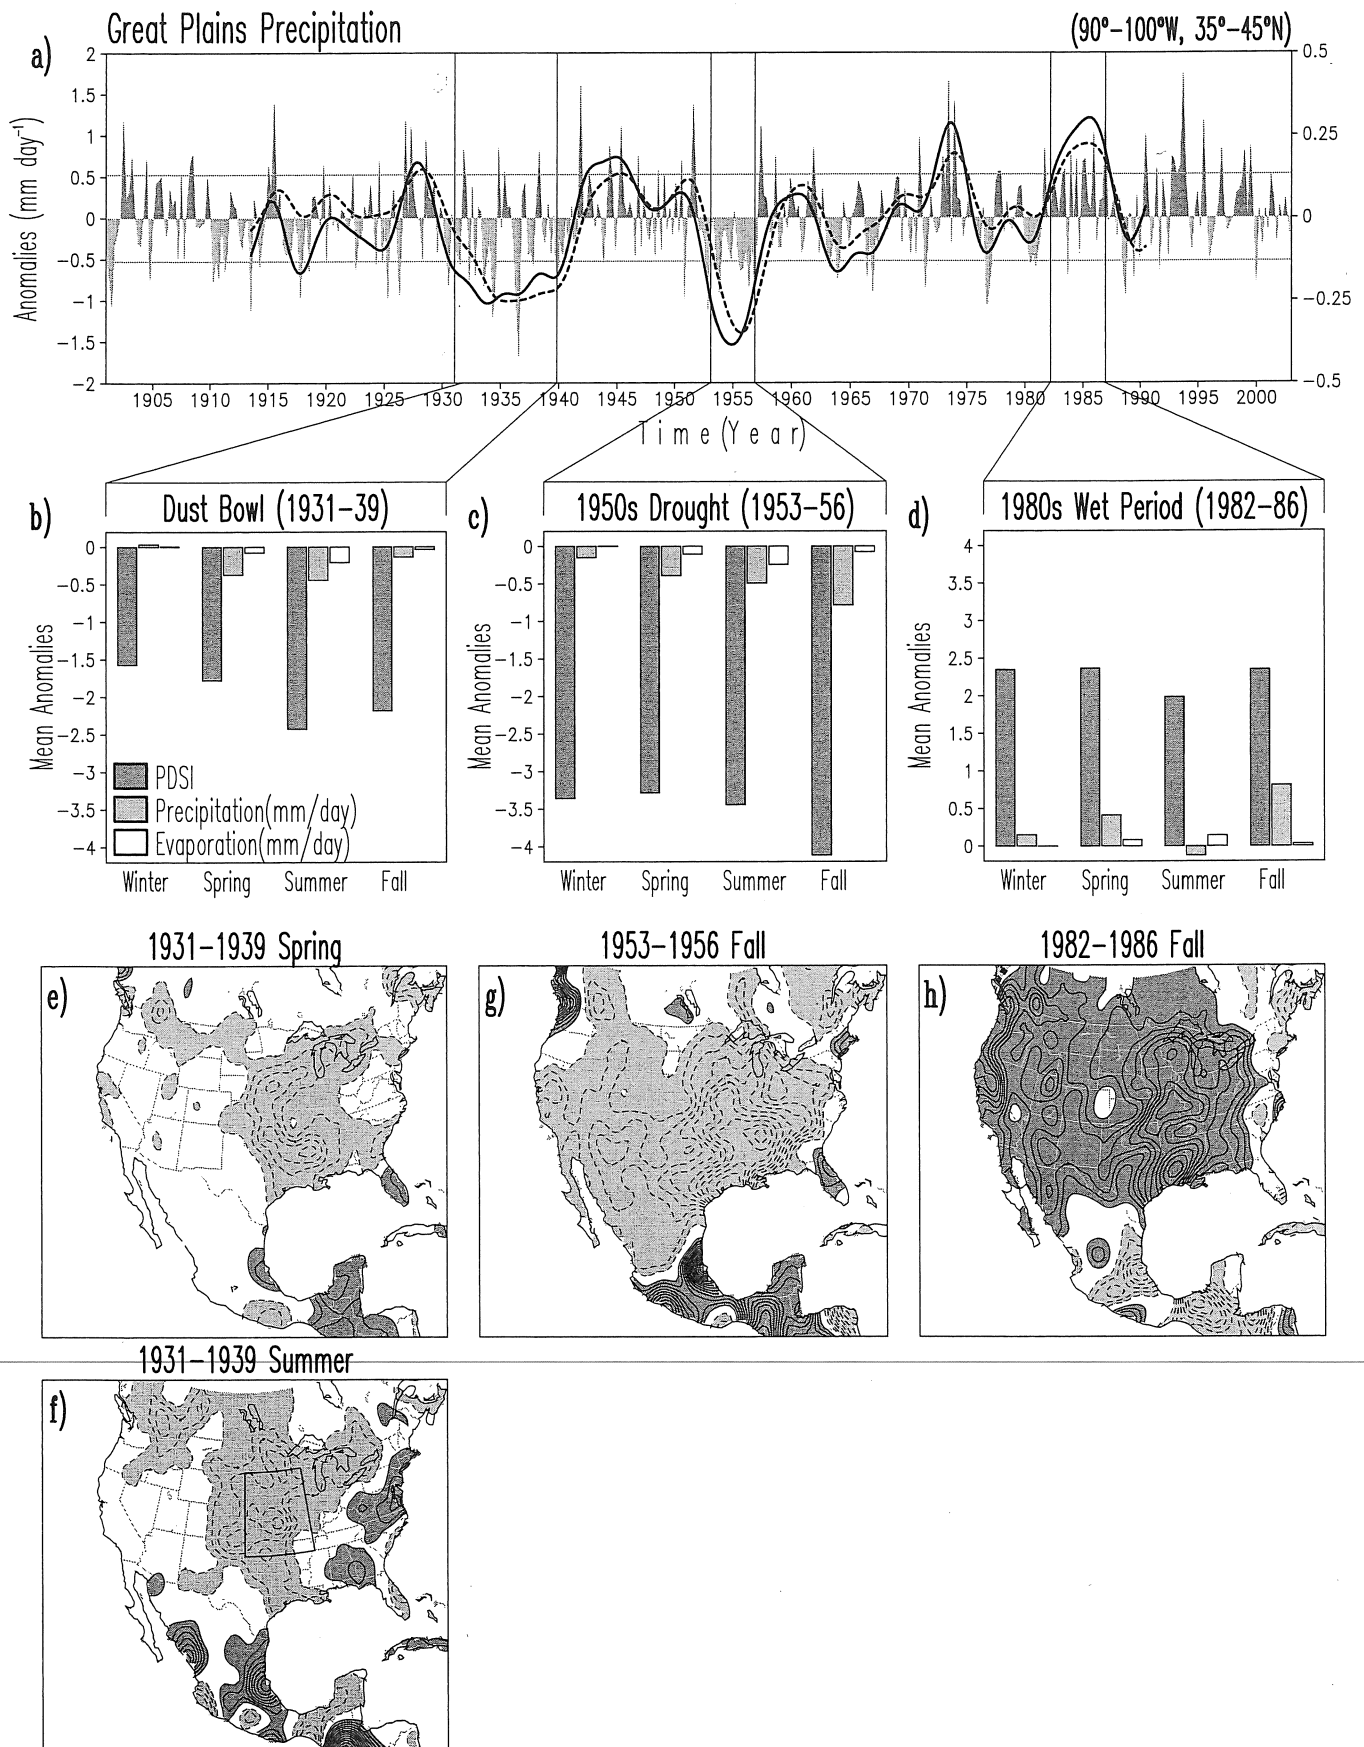 Great Plains Precipitation (90°-100°W, 35°-45°N)
a)
Anomalies (mm day⁻¹)
2
1.5
1
0.5
0
-0.5
-1
-1.5
-2
0.5
0.25
0
-0.25
-0.5
1905 1910 1915 1920 1925 1930 1935 1940 1945 1950 1955 1960 1965 1970 1975 1980 1985 1990 1995 2000
Time (Year)
b)
Dust Bowl (1931-39)
Mean Anomalies
0
-0.5
-1
-1.5
-2
-2.5
-3
-3.5
-4
PDSI
Precipitation(mm/day)
Evaporation(mm/day)
Winter Spring Summer Fall
c)
1950s Drought (1953-56)
Mean Anomalies
0
-0.5
-1
-1.5
-2
-2.5
-3
-3.5
-4
Winter Spring Summer Fall
d)
1980s Wet Period (1982-86)
Mean Anomalies
4
3.5
3
2.5
2
1.5
1
0.5
0
Winter Spring Summer Fall
1931-1939 Spring
e)
1953-1956 Fall
g)
1982-1986 Fall
h)
1931-1939 Summer
f)